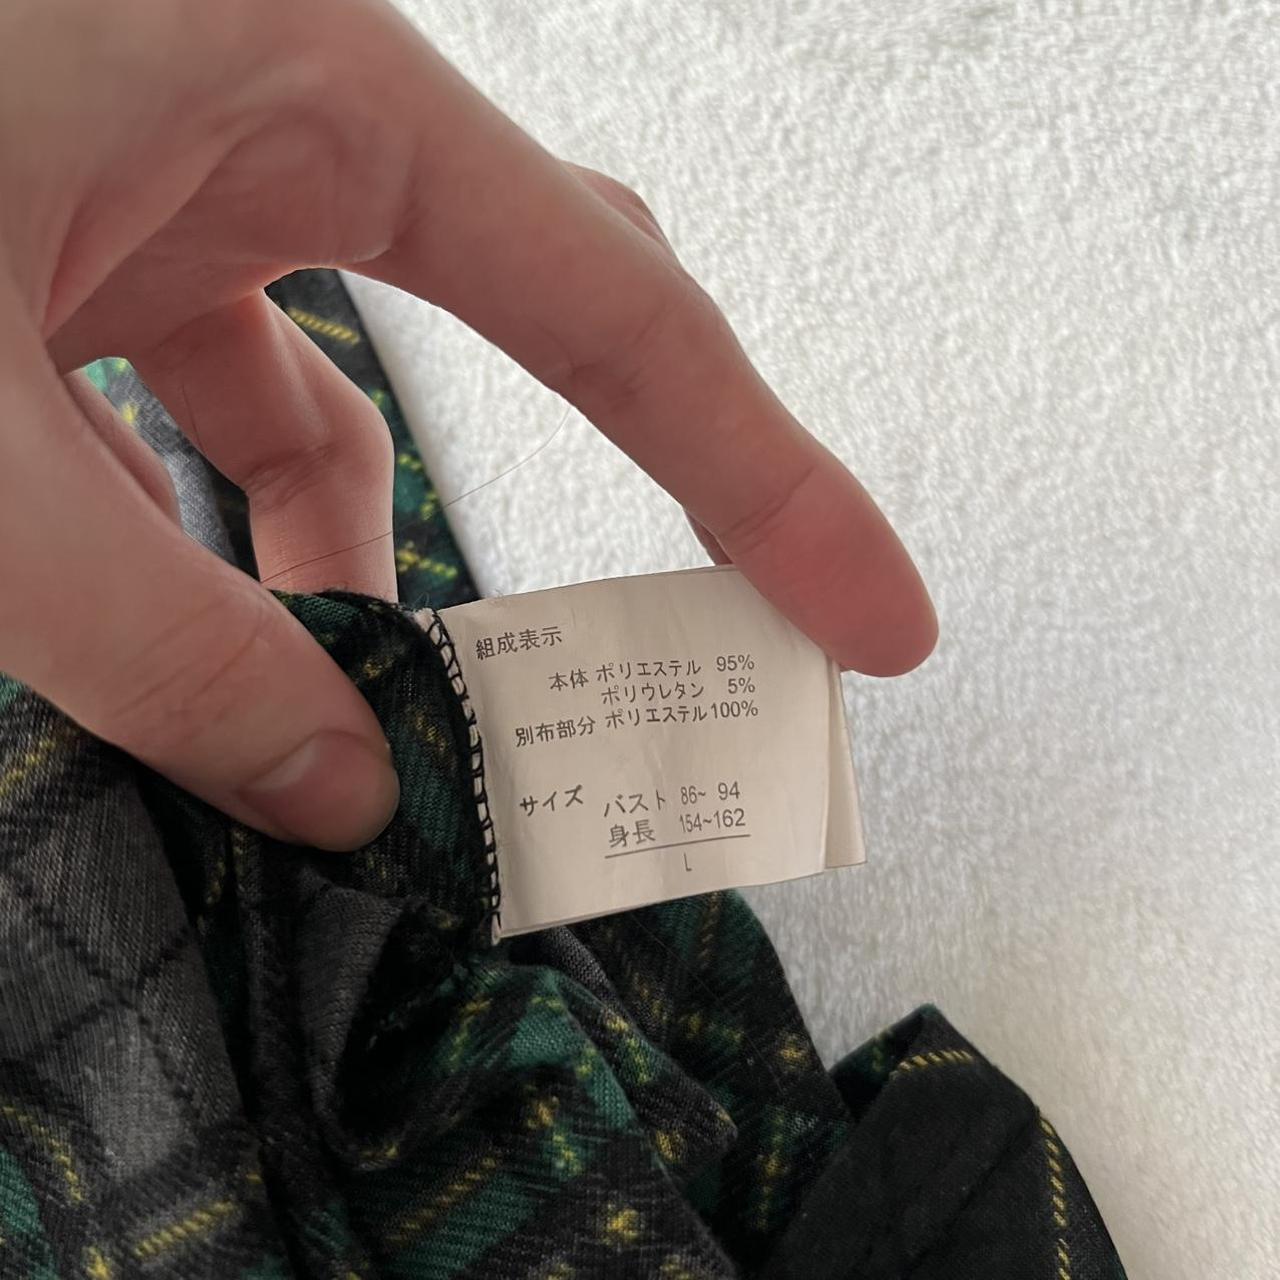 組成表示
本体 ポリエステル 95%
ポリウレタン 5%
別布部分 ポリエステル100%
サイズ バスト 86~ 94
身長 154~162
L